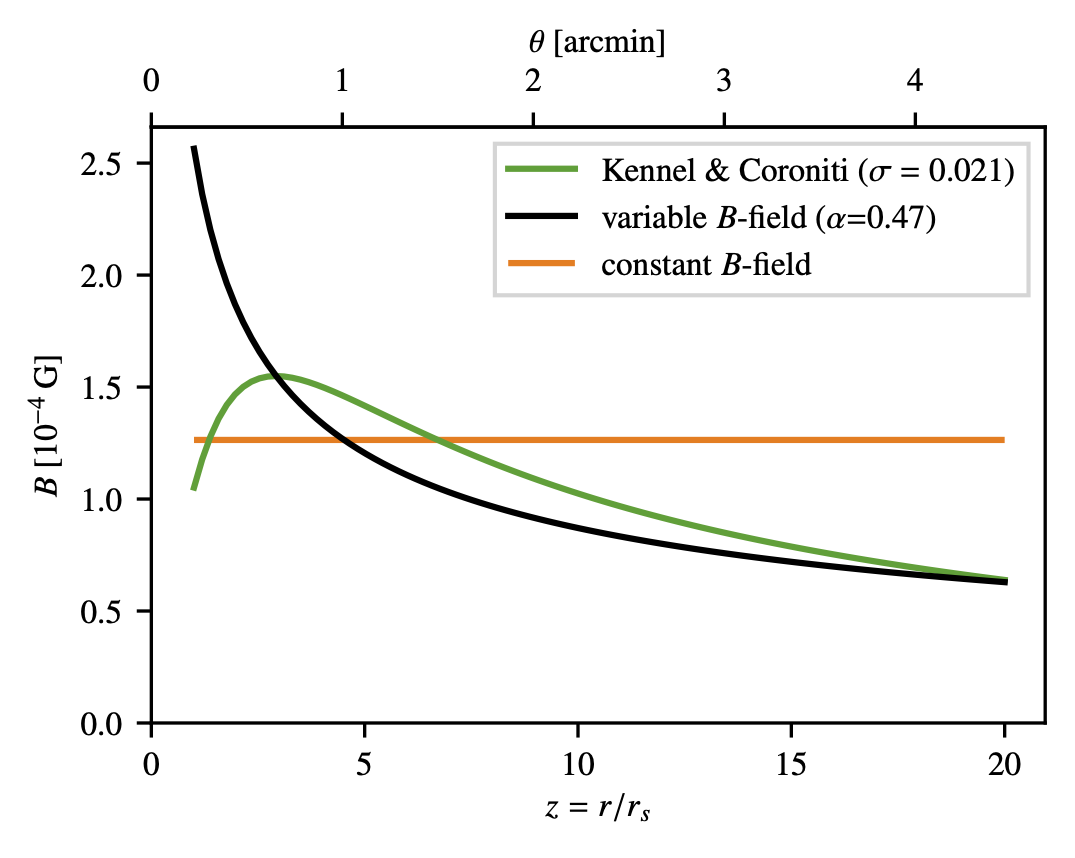 θ [arcmin]
0 1 2 3 4
2.5
2.0
1.5
1.0
0.5
0.0
B [10⁻⁴ G]
Kennel & Coroniti (σ = 0.021)
variable B-field (α=0.47)
constant B-field
0 5 10 15 20
z = r/rₛ